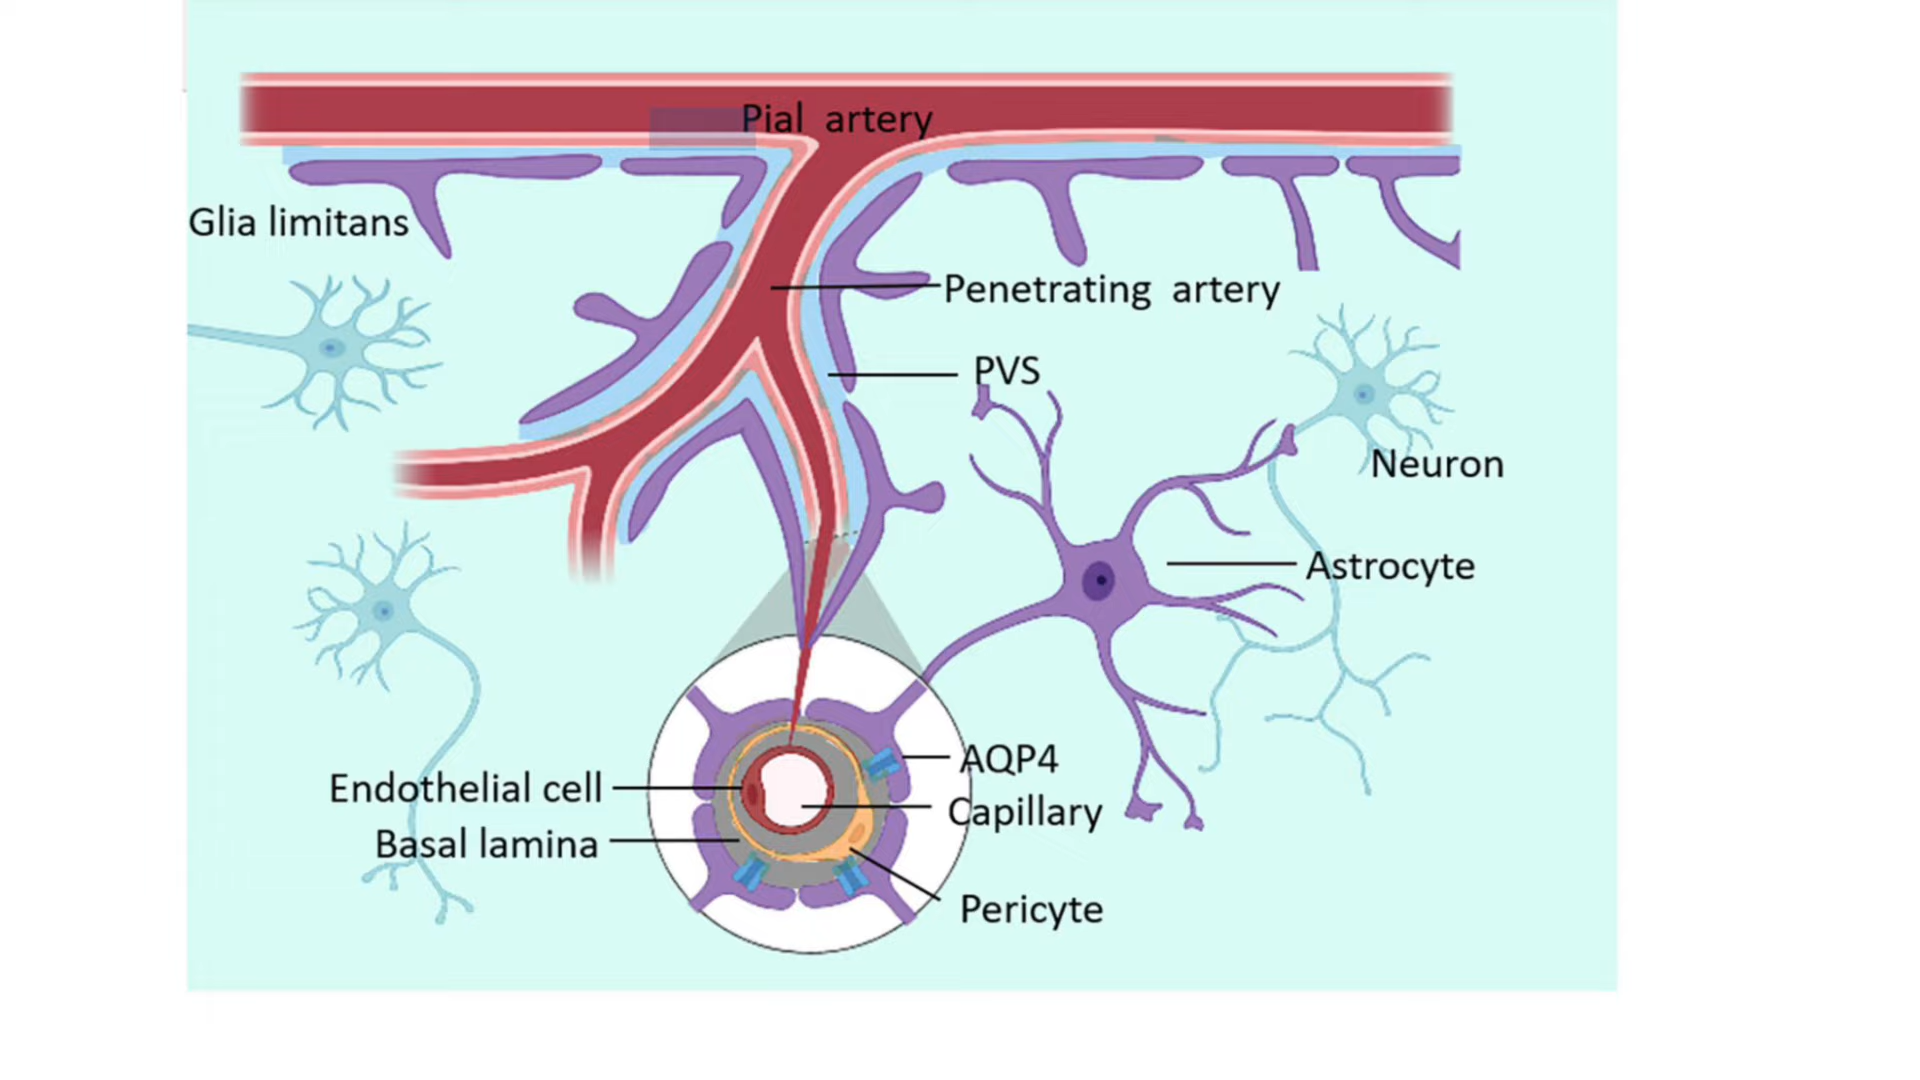 Pial artery
Glia limitans
Penetrating artery
PVS
Neuron
Astrocyte
AQP4
Endothelial cell
Capillary
Basal lamina
Pericyte